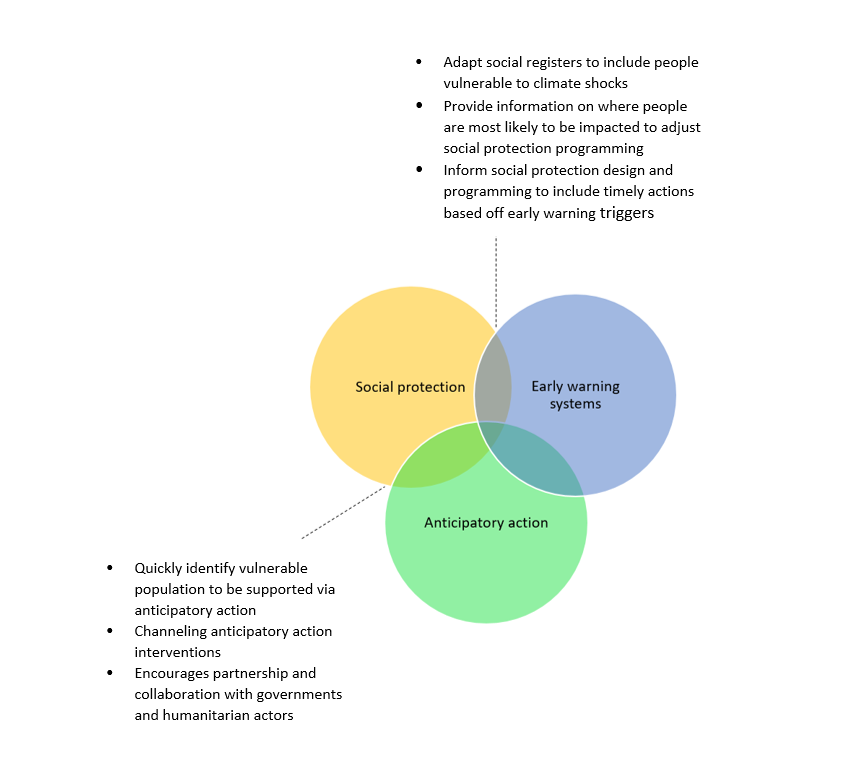 • Adapt social registers to include people
vulnerable to climate shocks
• Provide information on where people
are most likely to be impacted to adjust
social protection programming
• Inform social protection design and
programming to include timely actions
based off early warning triggers
Social protection
Early warning
systems
Anticipatory action
• Quickly identify vulnerable
population to be supported via
anticipatory action
• Channeling anticipatory action
interventions
• Encourages partnership and
collaboration with governments
and humanitarian actors